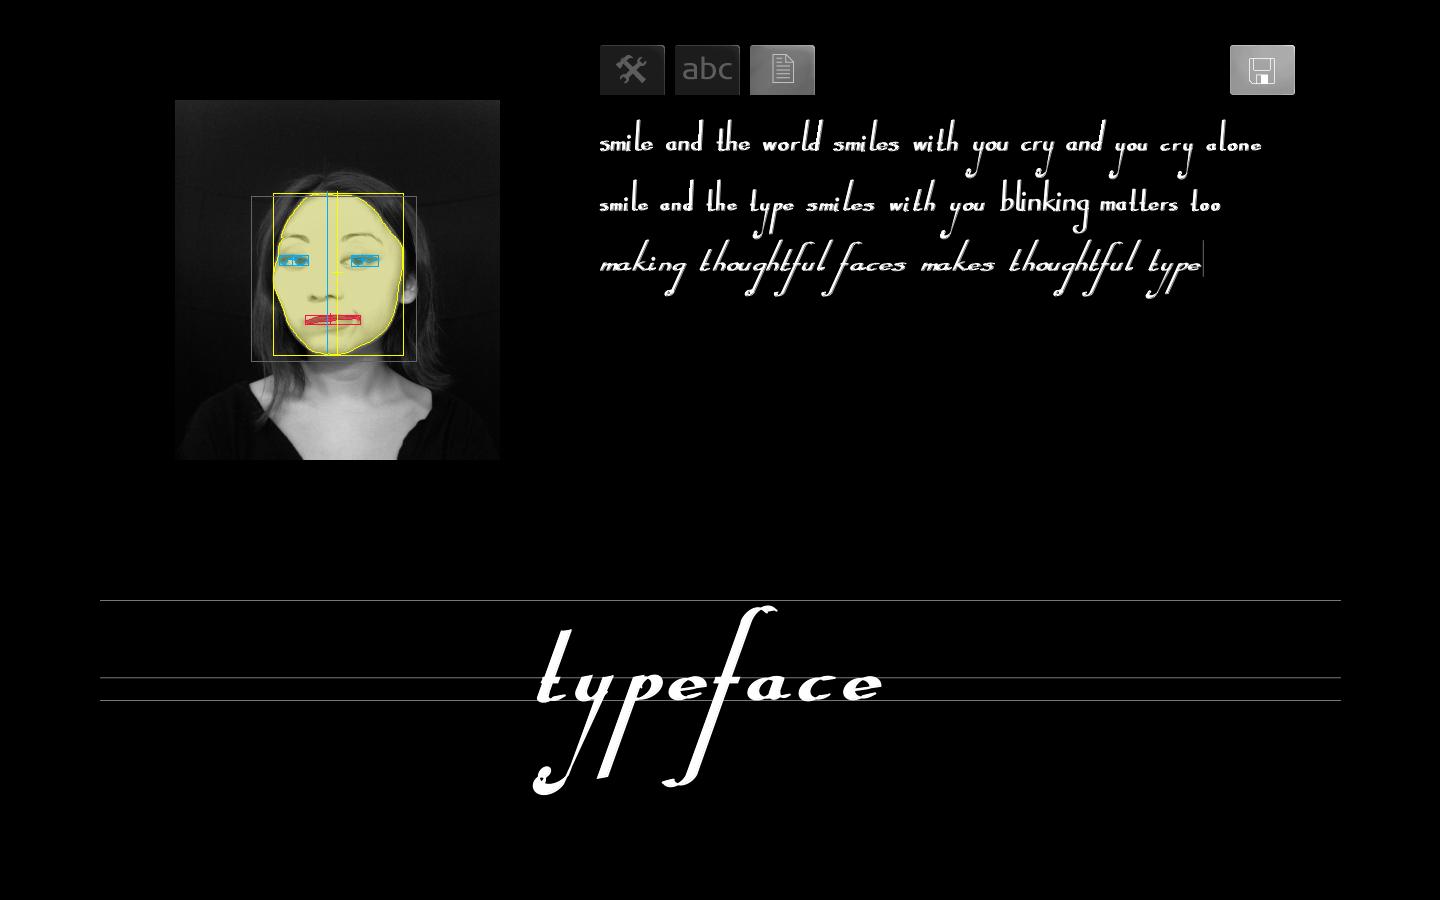 abc
smile and the world smiles with you cry and you cry alone
smile and the type smiles with you blinking matters too
making thoughtful faces makes thoughtful type
typeface